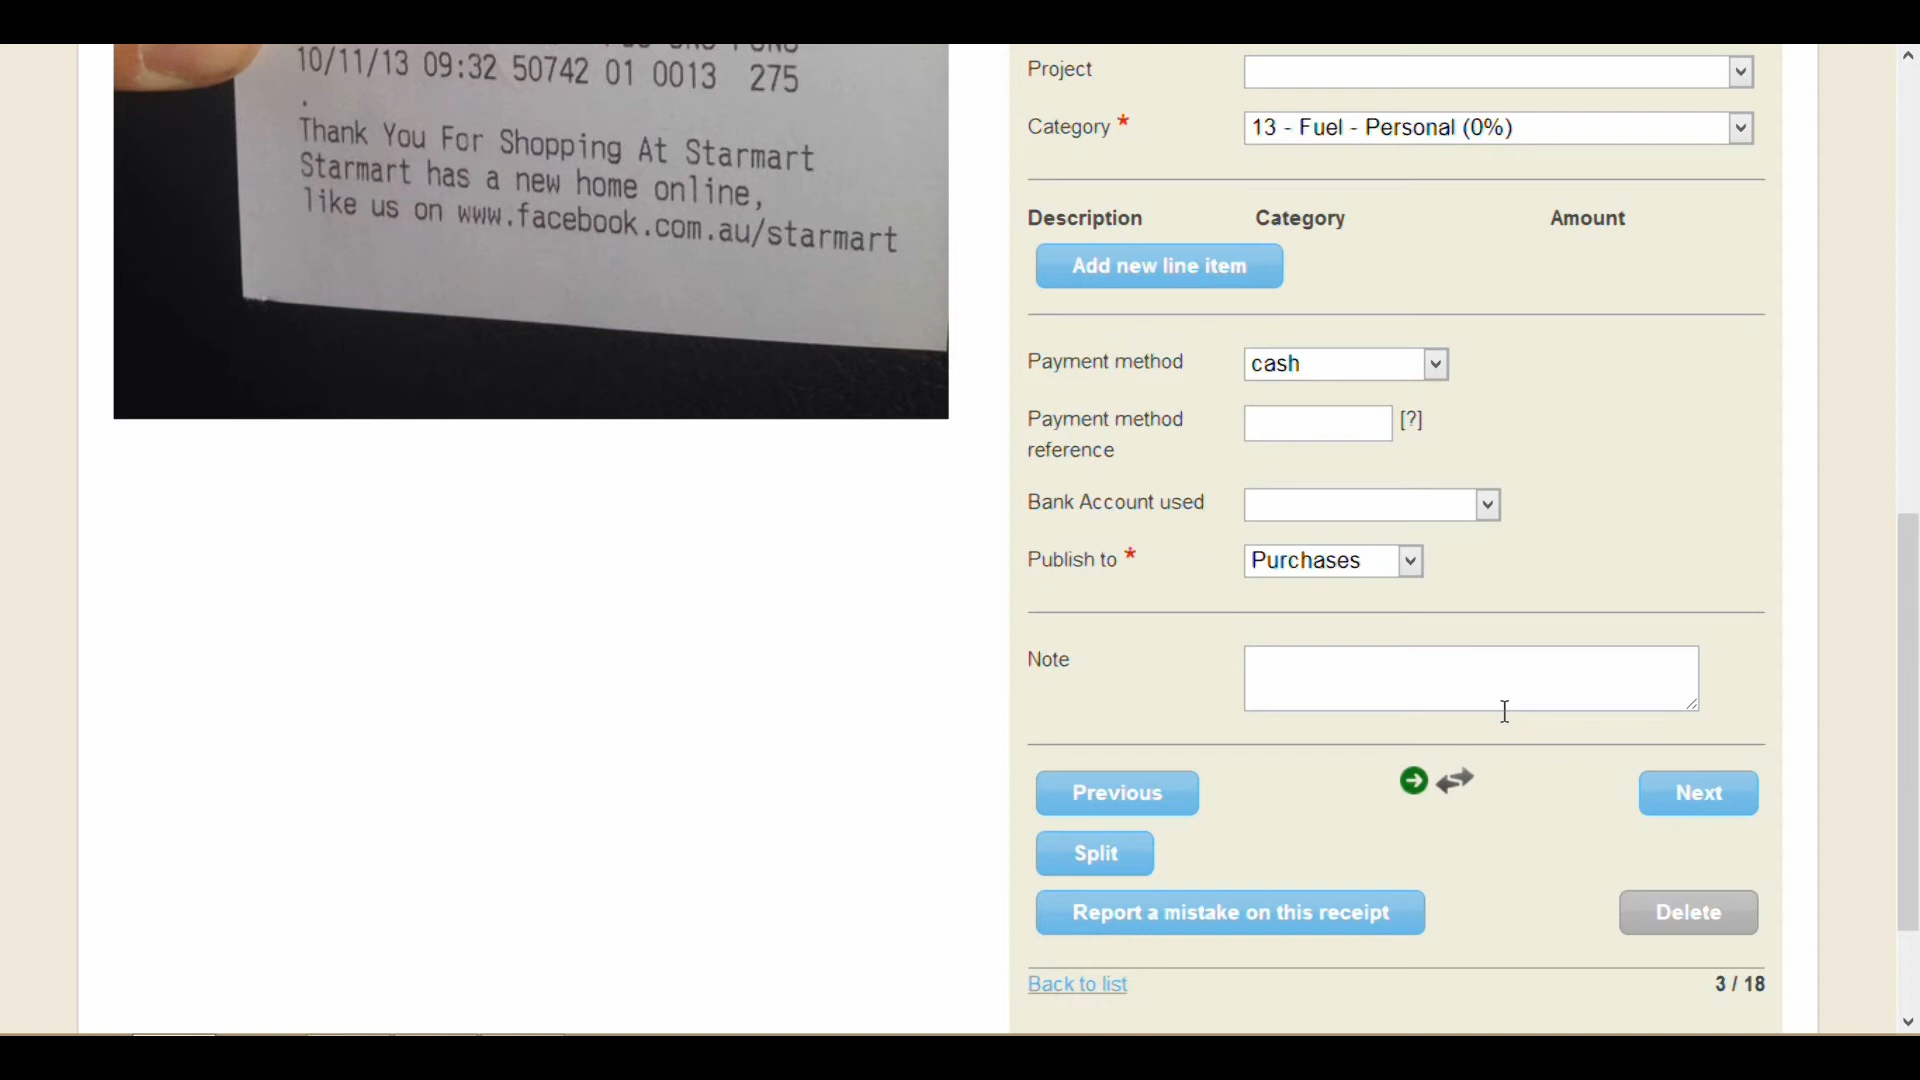 10/11/13 09:32 50742 01 0013 275
.
Thank You For Shopping At Starmart
Starmart has a new home online,
like us on www.facebook.com.au/starmart
Project
Category *
13 - Fuel - Personal (0%)
Description Category Amount
Add new line item
Payment method
cash
Payment method
reference
[?]
Bank Account used
Publish to *
Purchases
Note
Previous
Next
Split
Report a mistake on this receipt
Delete
Back to list
3 / 18